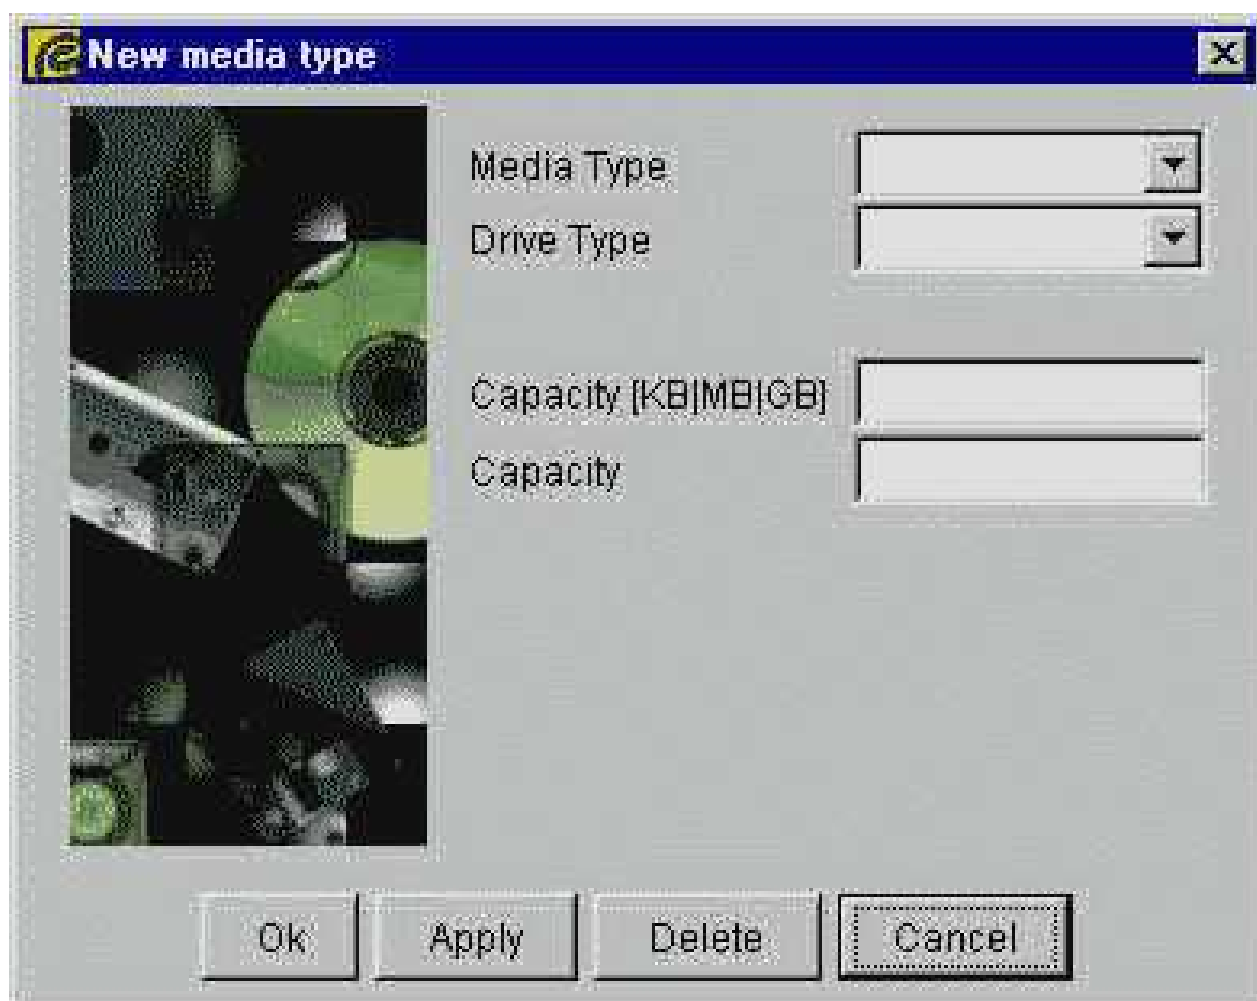 New media type
Media Type
Drive Type
Capacity [KB|MB|GB]
Capacity
Ok Apply Delete Cancel